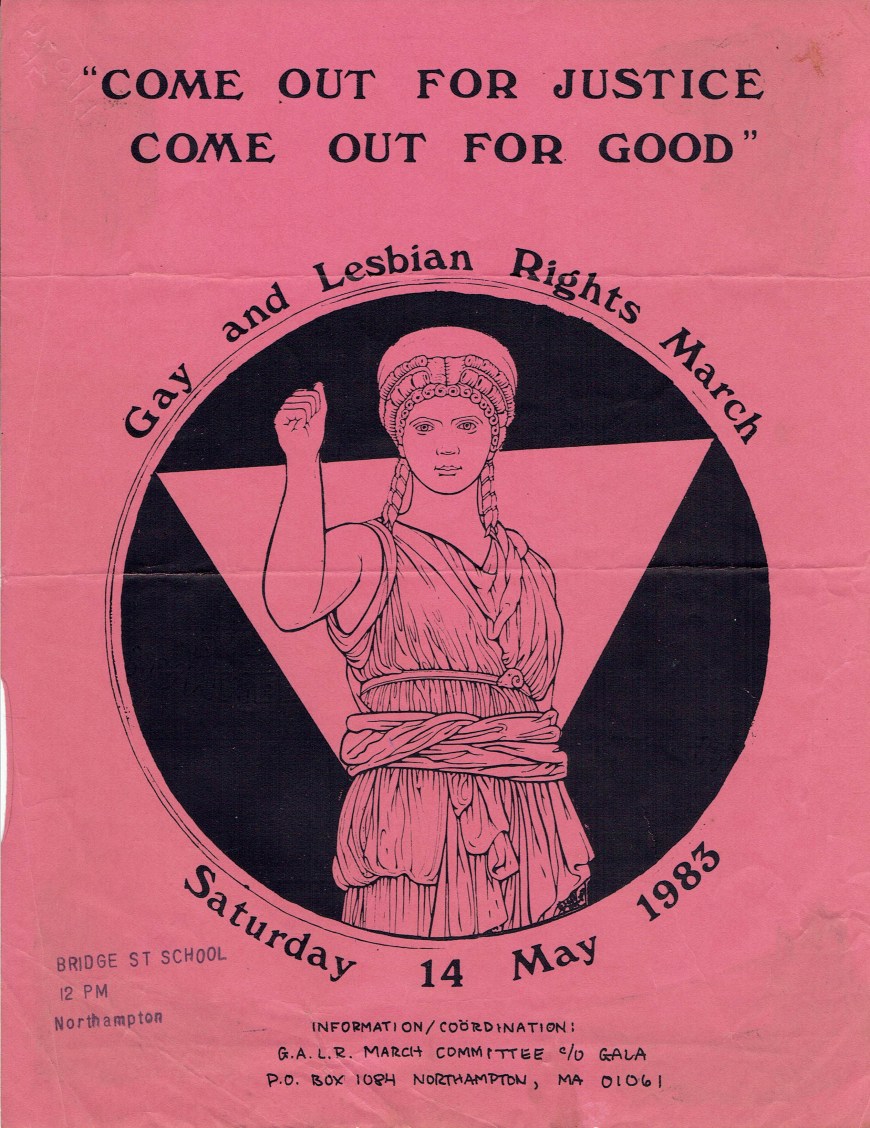 "COME OUT FOR JUSTICE
COME OUT FOR GOOD"
Gay and Lesbian Rights March
Saturday 14 May 1983
BRIDGE ST SCHOOL
12 PM
Northampton
INFORMATION/COÖRDINATION:
G.A.L.R. MARCH COMMITTEE c/o GALA
P.O. BOX 1084 NORTHAMPTON, MA 01061